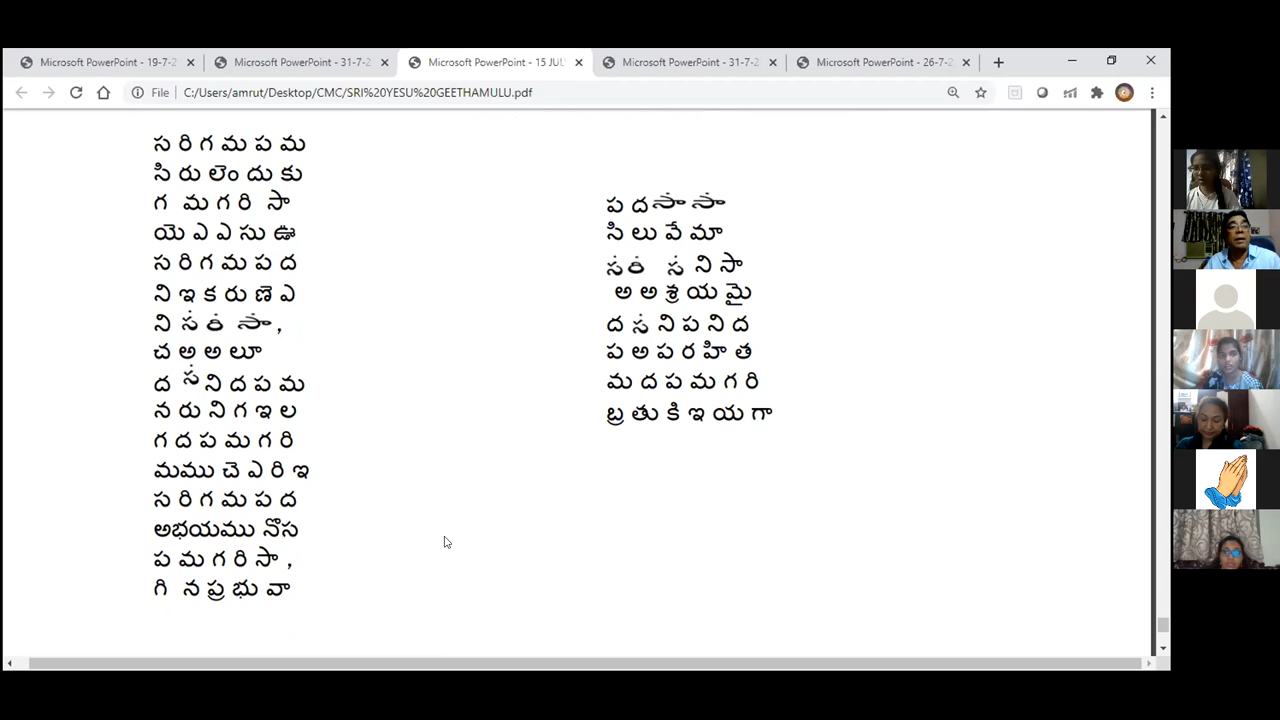 Microsoft PowerPoint - 19-7-2
Microsoft PowerPoint - 31-7-2
Microsoft PowerPoint - 15 JUL
Microsoft PowerPoint - 31-7-2
Microsoft PowerPoint - 26-7-2
File C:/Users/amrut/Desktop/CMC/SRI%20YESU%20GEETHAMULU.pdf
స రి గ మ ప మ
సి రు లెం దు కు
గ మ గ రి సా
యె ఎ ఎ సు ఊ
స రి గ మ ప ద
ని ఇ క రు ణె ఎ
ని సׁ రిׁ సాׁ ,
చ అ అ లూ
ద సׁ ని ద ప మ
న రు ని గ ఇ ల
గ ద ప మ గ రి
మము చె ఎ రి ఇ
స రి గ మ ప ద
అభయము నొస
ప మ గ రి సా ,
గి న ప్ర భు వా
ప ద సాׁ సాׁ
సి లు వే మా
సׁ రిׁ సׁ ని సా
అ అ శ్ర య మై
ద సׁ ని ప ని ద
ప అ ప ర హి త
మ ద ప మ గ రి
బ్ర తు కి ఇ య గా